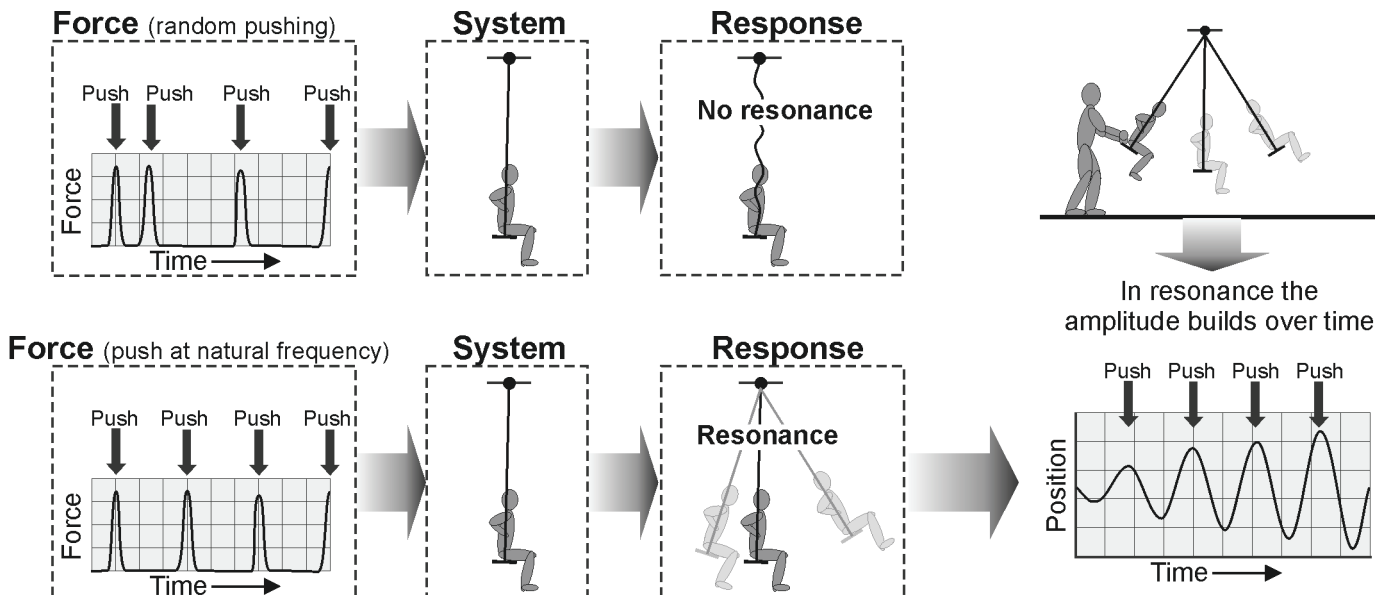 Force (random pushing)
Push Push Push Push
Force
Time
System
Response
No resonance
In resonance the
amplitude builds over time
Force (push at natural frequency)
Push Push Push Push
Force
Time
System
Response
Resonance
Push Push Push Push
Position
Time